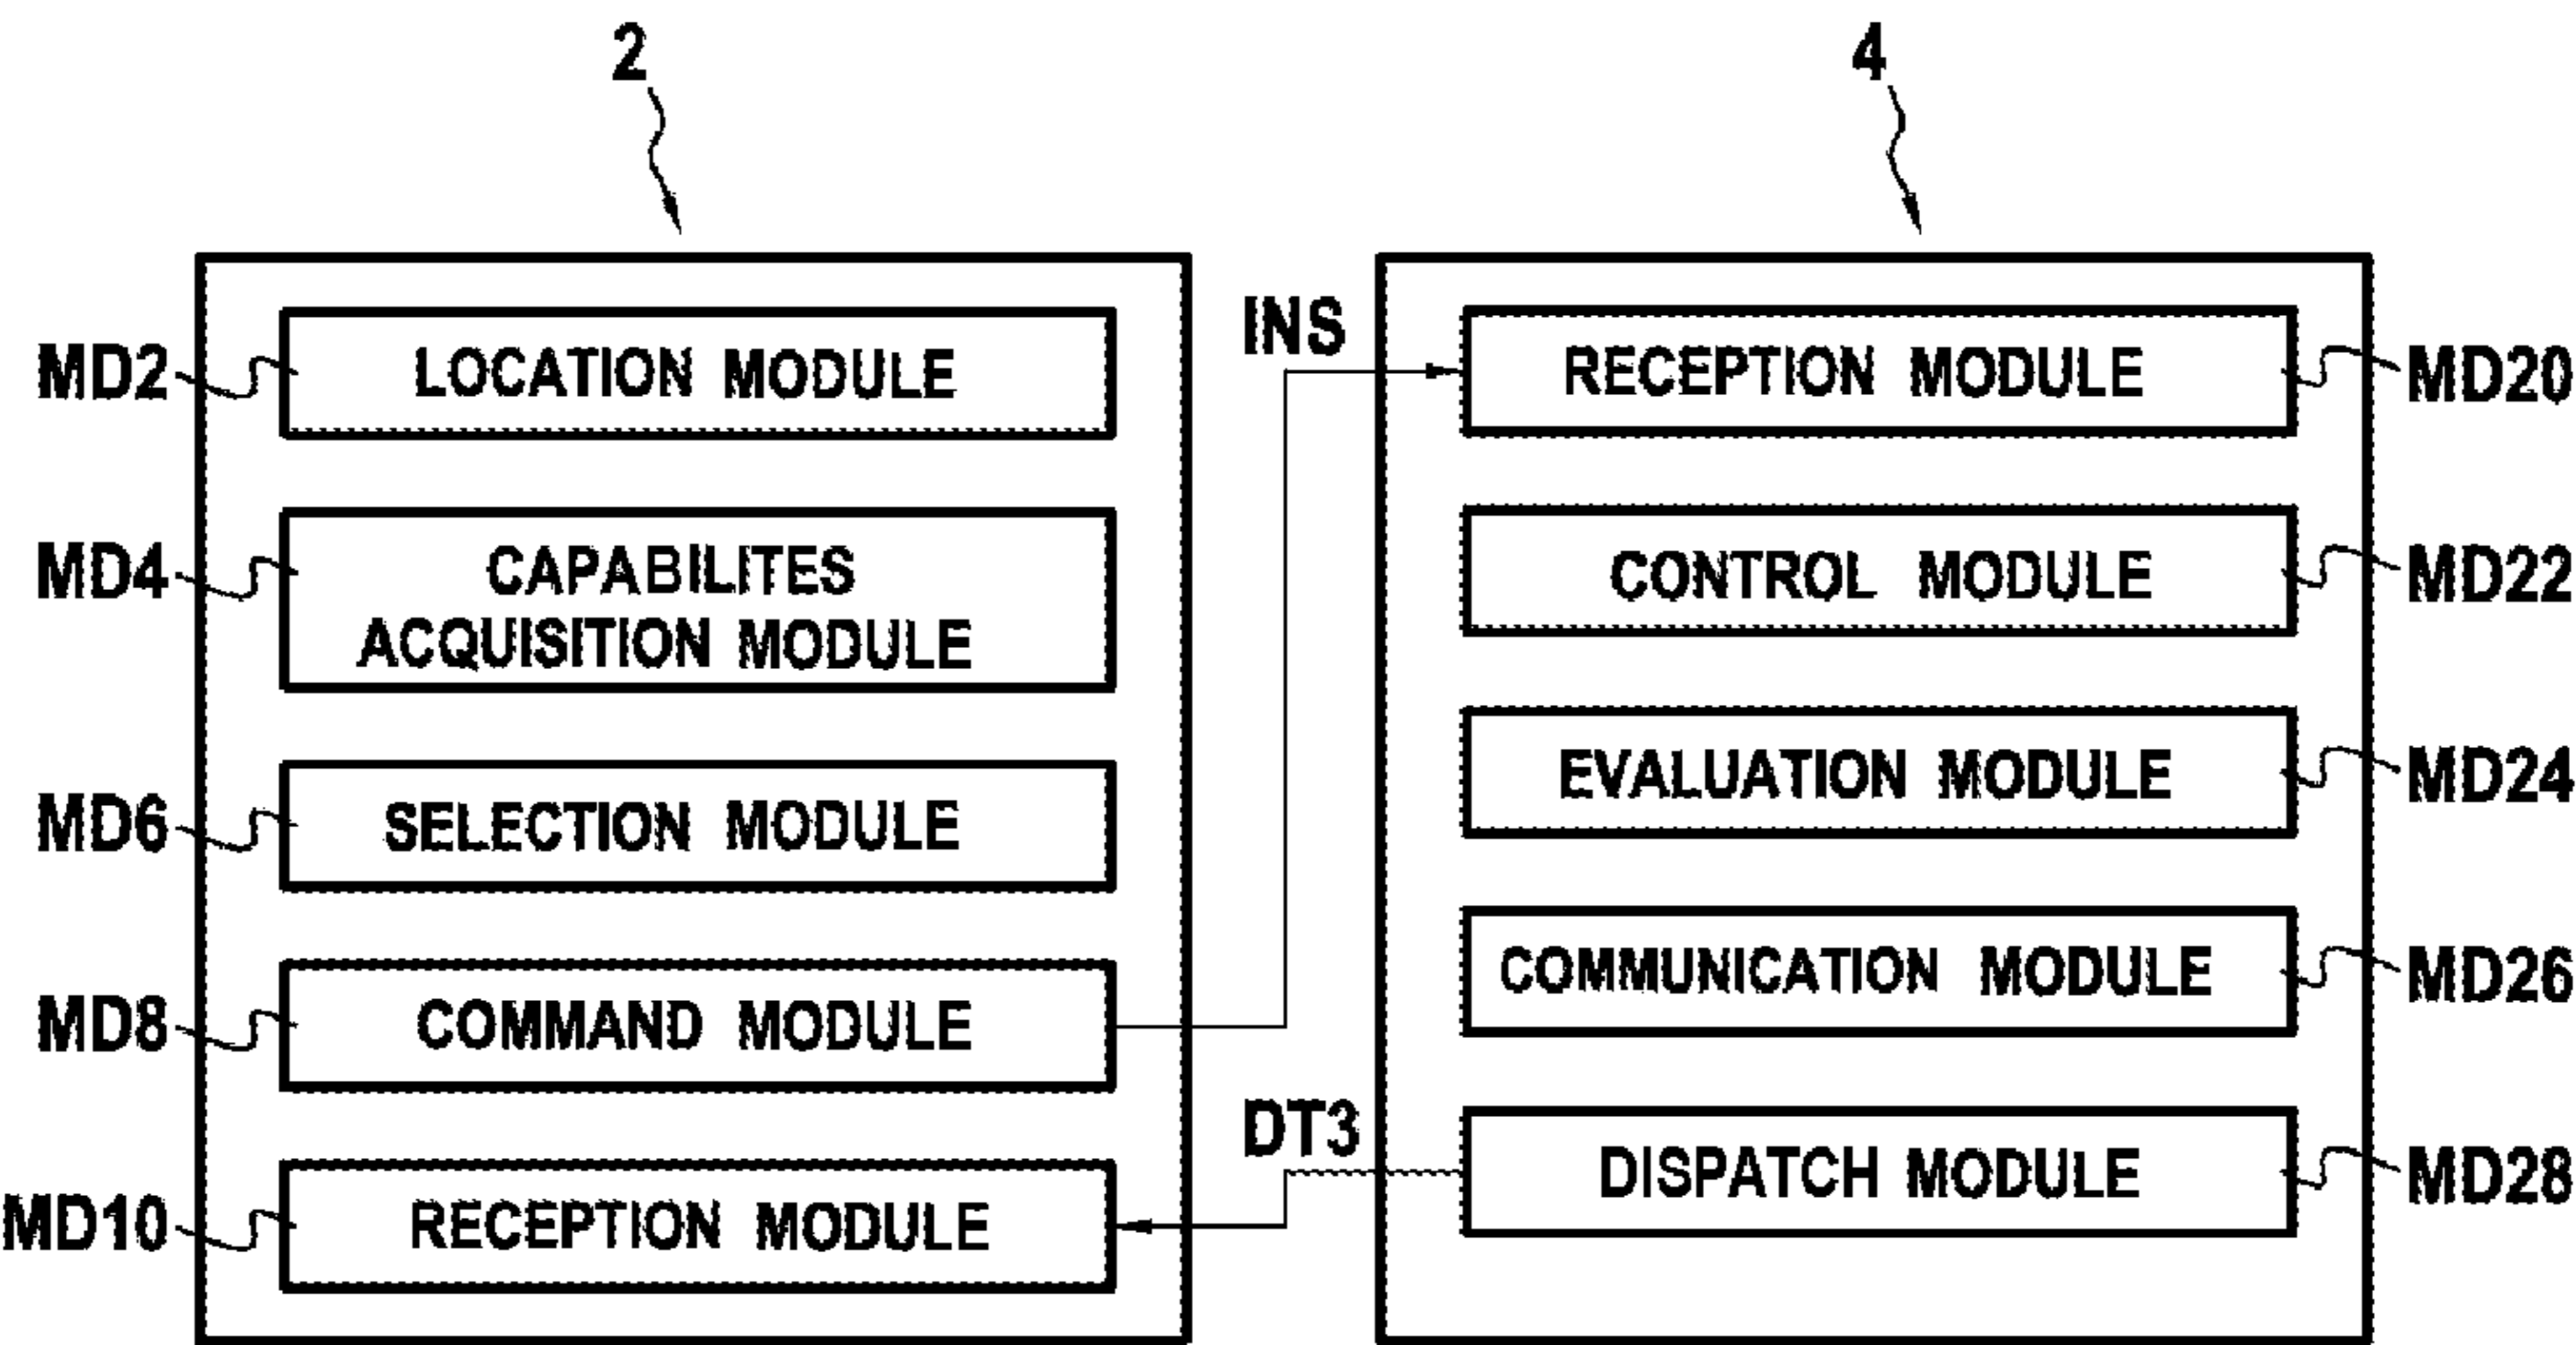 2
4
MD2
LOCATION MODULE
INS
RECEPTION MODULE
MD20
MD4
CAPABILITES
ACQUISITION MODULE
CONTROL MODULE
MD22
MD6
SELECTION MODULE
EVALUATION MODULE
MD24
MD8
COMMAND MODULE
COMMUNICATION MODULE
MD26
MD10
RECEPTION MODULE
DT3
DISPATCH MODULE
MD28